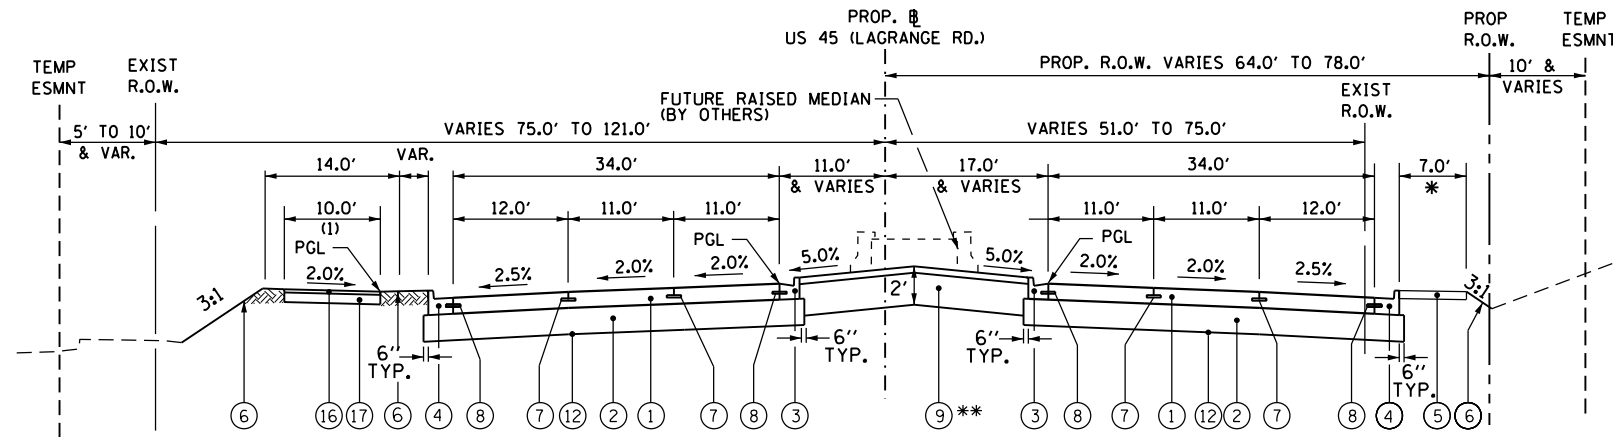 PROP. ℄
US 45 (LAGRANGE RD.)
PROP
R.O.W.
TEMP
ESMNT
TEMP
ESMNT
EXIST
R.O.W.
PROP. R.O.W. VARIES 64.0' TO 78.0'
10' &
VARIES
FUTURE RAISED MEDIAN
(BY OTHERS)
EXIST
R.O.W.
5' TO 10'
& VAR.
VARIES 75.0' TO 121.0'
VARIES 51.0' TO 75.0'
14.0'
VAR.
34.0'
11.0'
& VARIES
17.0'
& VARIES
34.0'
7.0'
*
10.0'
(1)
12.0'
11.0'
11.0'
11.0'
11.0'
12.0'
PGL
PGL
PGL
3:1
2.0%
2.5%
2.0%
2.0%
5.0%
5.0%
2.0%
2.0%
2.5%
3:1
2'
6''
TYP.
6''
TYP.
6''
TYP.
6''
TYP.
6 16 17 6 4 8 7 12 2 1 7 8 3 9 ** 3 8 7 1 12 2 7 8 4 5 6